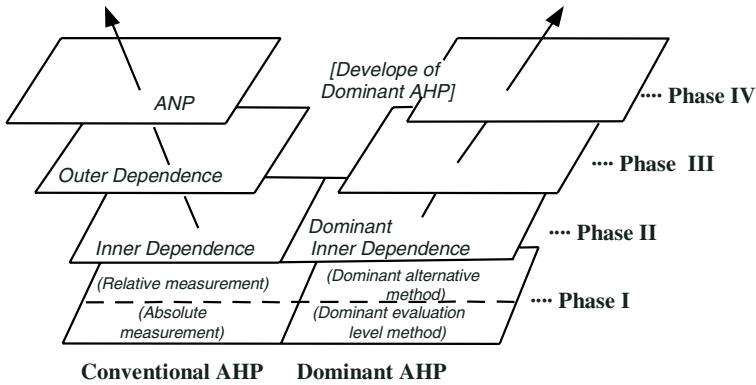 [Develope of
Dominant AHP]
ANP
···· Phase IV
Outer Dependence
···· Phase III
Dominant
Inner Dependence
Inner Dependence
···· Phase II
(Relative measurement)
(Dominant alternative
method)
(Absolute
measurement)
(Dominant evaluation
level method)
···· Phase I
Conventional AHP
Dominant AHP